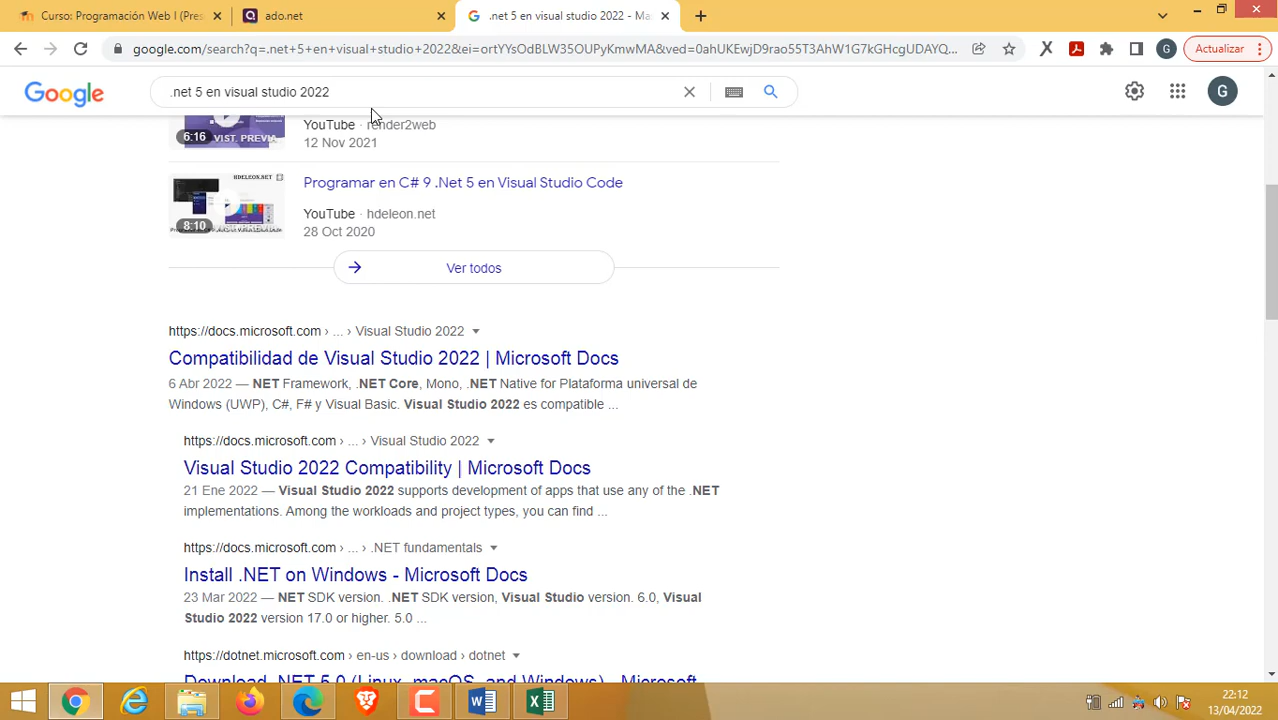 Curso: Programación Web I (Pres
ado.net
.net 5 en visual studio 2022 - Ma
google.com/search?q=.net+5+en+visual+studio+2022&ei=ortYYsOdBLW35OUPyKmwMA&ved=0ahUKEwjD9rao55T3AhW1G7kGHcgUDAYQ...
G
Actualizar
Google
.net 5 en visual studio 2022
G
6:16
VIST. PREVIA
YouTube · render2web
12 Nov 2021
HDELEON.NET
8:10
Programar en C# 9 .Net 5 en Visual Studio Code
YouTube · hdeleon.net
28 Oct 2020
Ver todos
https://docs.microsoft.com › ... › Visual Studio 2022
Compatibilidad de Visual Studio 2022 | Microsoft Docs
6 Abr 2022 — NET Framework, .NET Core, Mono, .NET Native for Plataforma universal de
Windows (UWP), C#, F# y Visual Basic. Visual Studio 2022 es compatible ...
https://docs.microsoft.com › ... › Visual Studio 2022
Visual Studio 2022 Compatibility | Microsoft Docs
21 Ene 2022 — Visual Studio 2022 supports development of apps that use any of the .NET
implementations. Among the workloads and project types, you can find ...
https://docs.microsoft.com › ... › .NET fundamentals
Install .NET on Windows - Microsoft Docs
23 Mar 2022 — NET SDK version. .NET SDK version, Visual Studio version. 6.0, Visual
Studio 2022 version 17.0 or higher. 5.0 ...
https://dotnet.microsoft.com › en-us › download › dotnet
Download .NET 5.0 (Linux, macOS, and Windows) - Microsoft
22:12
13/04/2022